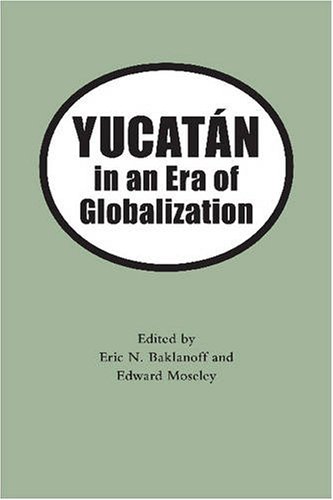 YUCATÁN
in an Era of
Globalization
Edited by
Eric N. Baklanoff and
Edward Moseley